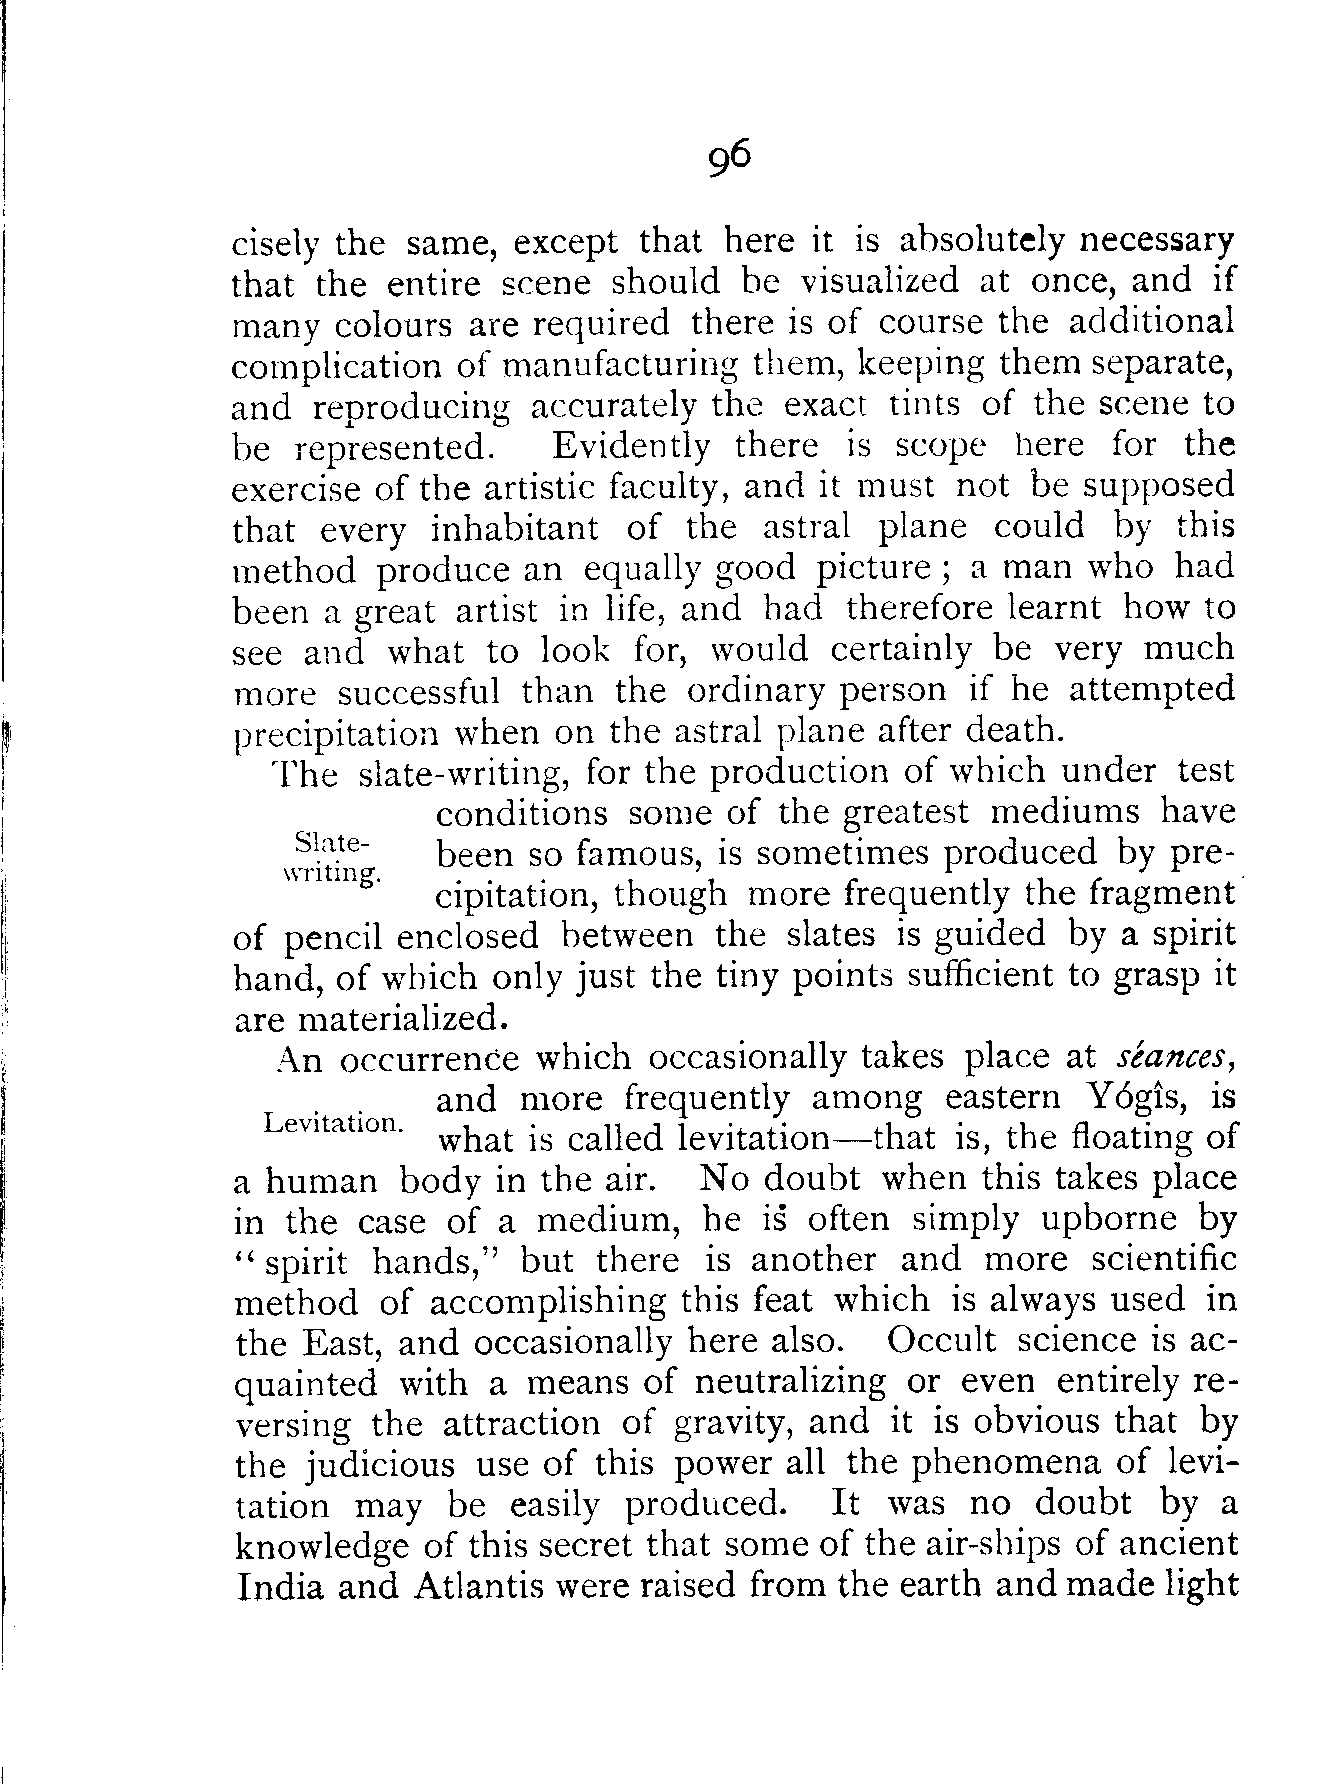 96
cisely the same, except that here it is absolutely necessary
that the entire scene should be visualized at once, and if
many colours are required there is of course the additional
complication of manufacturing them, keeping them separate,
and reproducing accurately the exact tints of the scene to
be represented. Evidently there is scope here for the
exercise of the artistic faculty, and it must not be supposed
that every inhabitant of the astral plane could by this
method produce an equally good picture ; a man who had
been a great artist in life, and had therefore learnt how to
see and what to look for, would certainly be very much
more successful than the ordinary person if he attempted
precipitation when on the astral plane after death.
The slate-writing, for the production of which under test
conditions some of the greatest mediums have
Slate-
writing.
been so famous, is sometimes produced by pre-
cipitation, though more frequently the fragment
of pencil enclosed between the slates is guided by a spirit
hand, of which only just the tiny points sufficient to grasp it
are materialized.
An occurrence which occasionally takes place at séances,
and more frequently among eastern Yógîs, is
Levitation.
what is called levitation—that is, the floating of
a human body in the air. No doubt when this takes place
in the case of a medium, he is often simply upborne by
“ spirit hands,” but there is another and more scientific
method of accomplishing this feat which is always used in
the East, and occasionally here also. Occult science is ac-
quainted with a means of neutralizing or even entirely re-
versing the attraction of gravity, and it is obvious that by
the judicious use of this power all the phenomena of levi-
tation may be easily produced. It was no doubt by a
knowledge of this secret that some of the air-ships of ancient
India and Atlantis were raised from the earth and made light